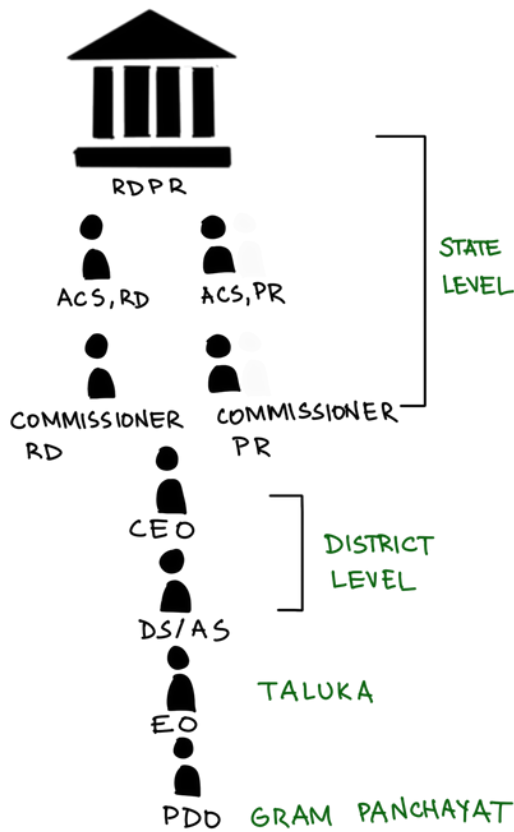 RDPR
ACS, RD
ACS, PR
STATE
LEVEL
COMMISSIONER
RD
COMMISSIONER
PR
CEO
DISTRICT
LEVEL
DS/AS
EO
TALUKA
PDO
GRAM PANCHAYAT